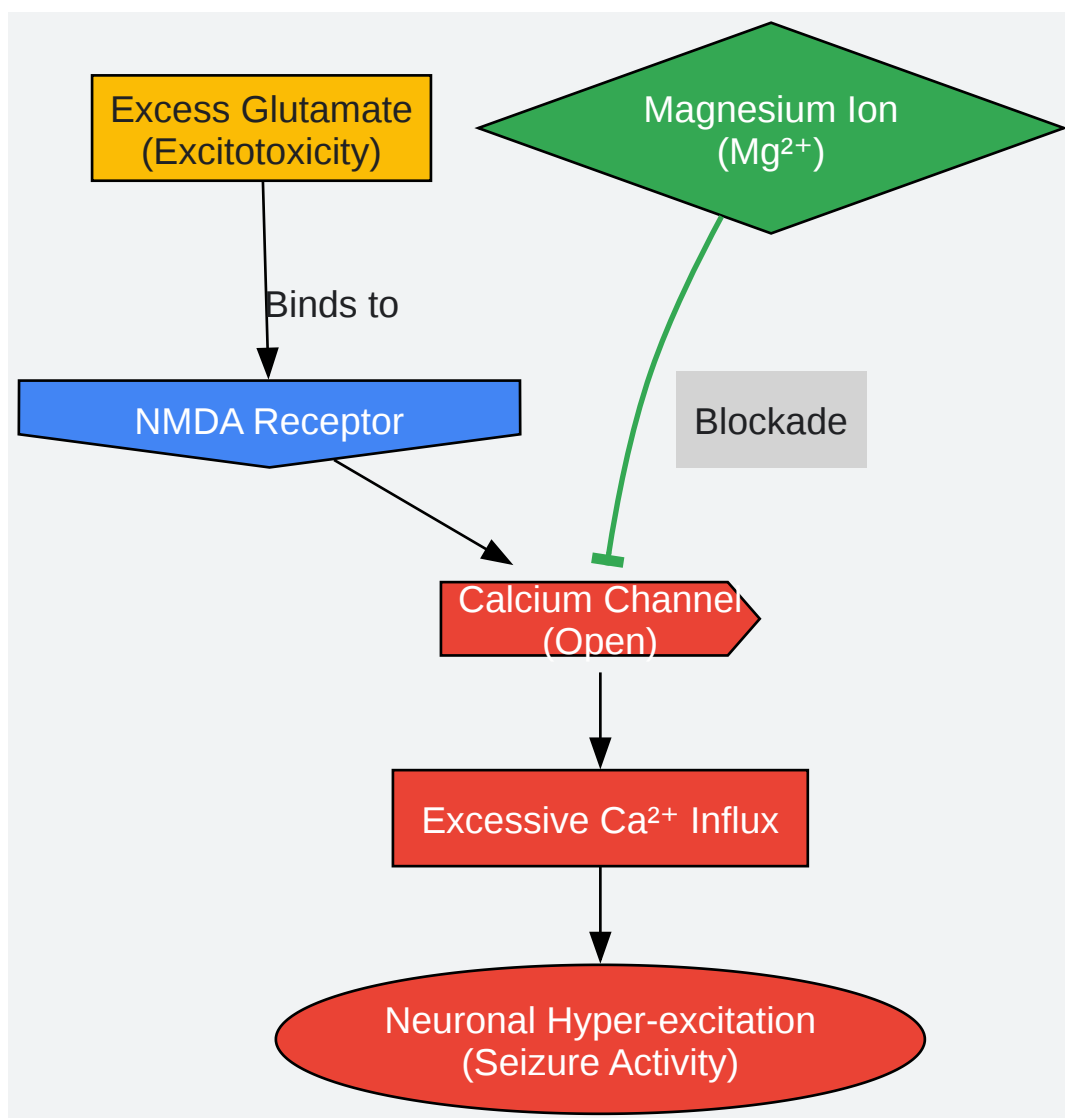 Excess Glutamate
(Excitotoxicity)
Magnesium Ion
(Mg²⁺)
Binds to
NMDA Receptor
Blockade
Calcium Channel
(Open)
Excessive Ca²⁺ Influx
Neuronal Hyper-excitation
(Seizure Activity)